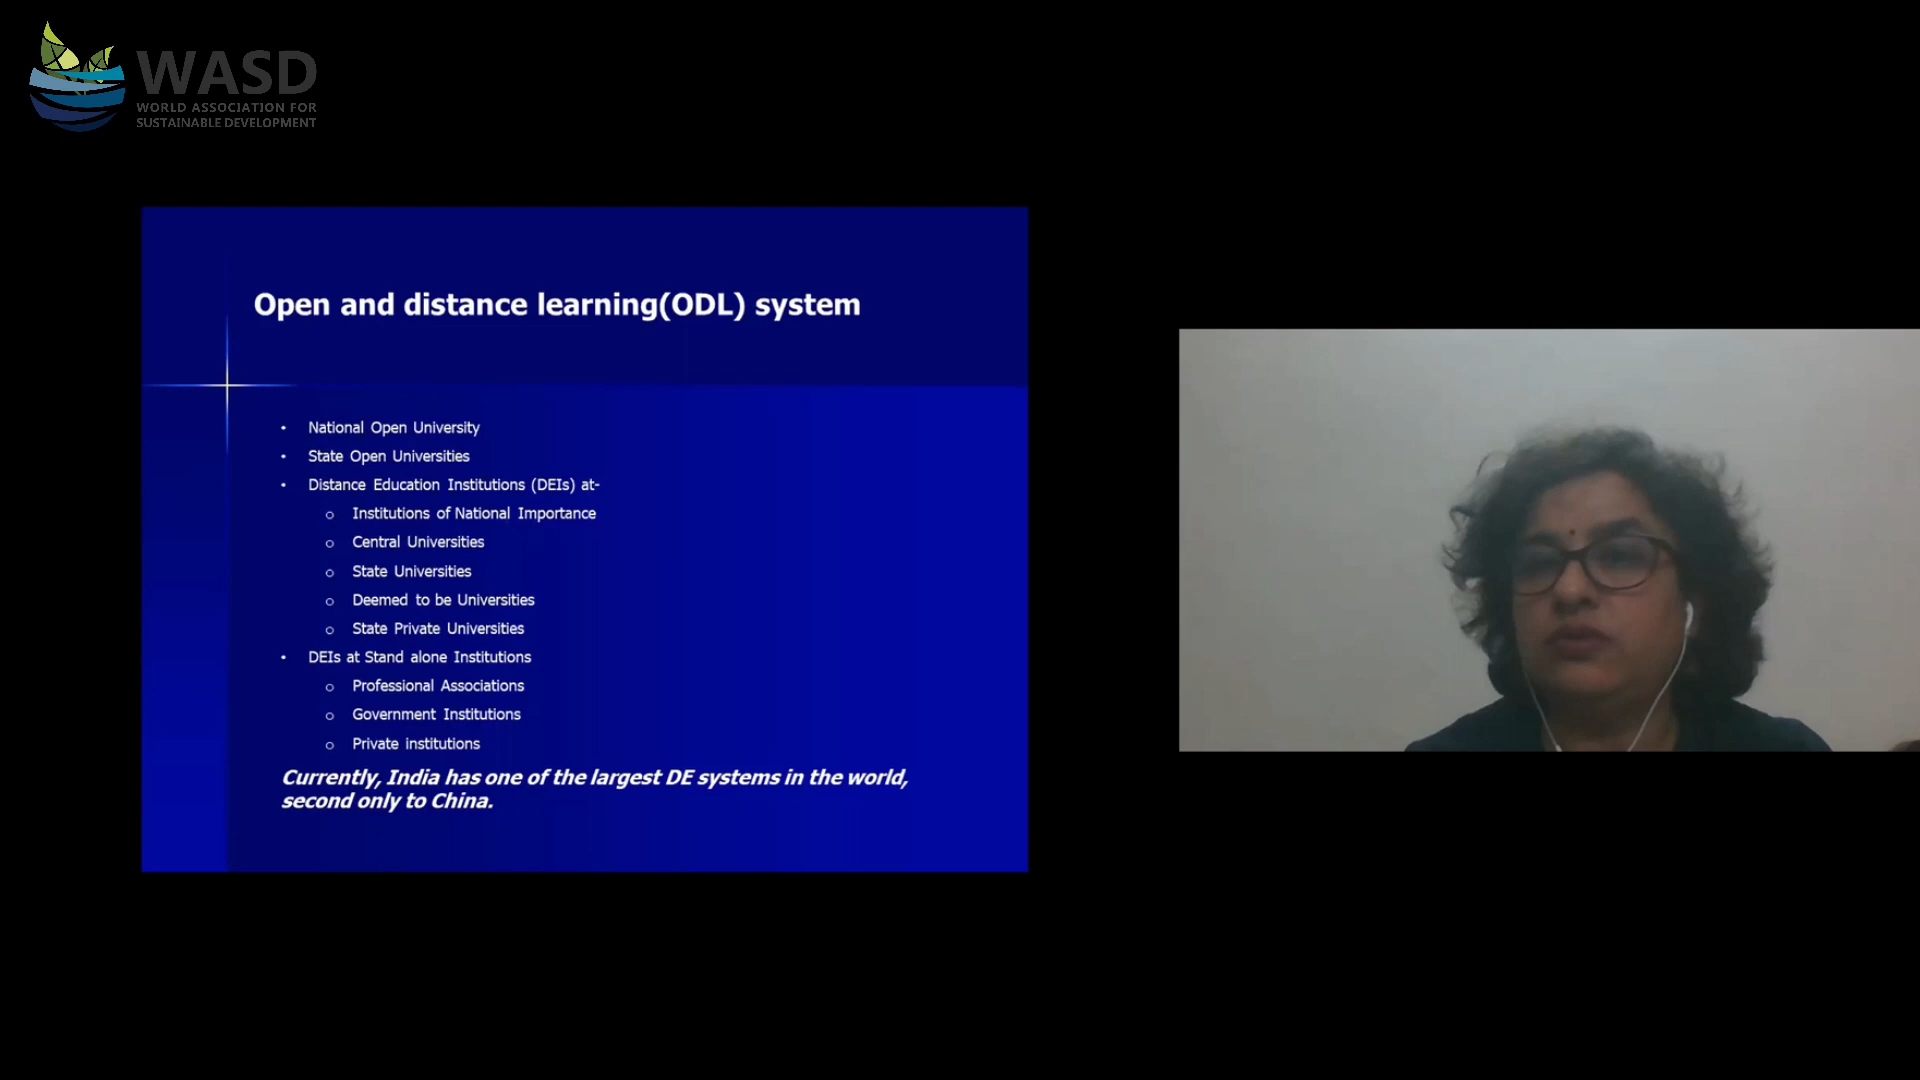 WASD
WORLD ASSOCIATION FOR
SUSTAINABLE DEVELOPMENT
Open and distance learning(ODL) system
• National Open University
• State Open Universities
• Distance Education Institutions (DEIs) at-
o Institutions of National Importance
o Central Universities
o State Universities
o Deemed to be Universities
o State Private Universities
• DEIs at Stand alone Institutions
o Professional Associations
o Government Institutions
o Private institutions
Currently, India has one of the largest DE systems in the world,
second only to China.